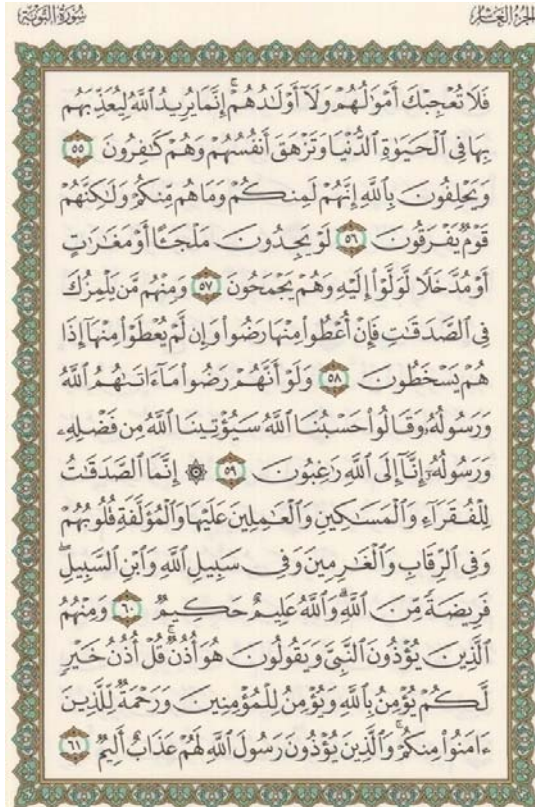 سُورَةُ التَّوْبَةِ
الجُزْءُ العَاشِرُ
فَلَا تُعْجِبْكَ أَمْوَٰلُهُمْ وَلَآ أَوْلَٰدُهُمْ ۚ إِنَّمَا يُرِيدُ ٱللَّهُ لِيُعَذِّبَهُم
بِهَا فِى ٱلْحَيَوٰةِ ٱلدُّنْيَا وَتَزْهَقَ أَنفُسُهُمْ وَهُمْ كَٰفِرُونَ ٥٥
وَيَحْلِفُونَ بِٱللَّهِ إِنَّهُمْ لَمِنكُمْ وَمَا هُم مِّنكُمْ وَلَٰكِنَّهُمْ
قَوْمٌ يَفْرَقُونَ ٥٦ لَوْ يَجِدُونَ مَلْجَـًٔا أَوْ مَغَٰرَٰتٍ
أَوْ مُدَّخَلًا لَّوَلَّوْا۟ إِلَيْهِ وَهُمْ يَجْمَحُونَ ٥٧ وَمِنْهُم مَّن يَلْمِزُكَ
فِى ٱلصَّدَقَٰتِ فَإِنْ أُعْطُوا۟ مِنْهَا رَضُوا۟ وَإِن لَّمْ يُعْطَوْا۟ مِنْهَآ إِذَا
هُمْ يَسْخَطُونَ ٥٨ وَلَوْ أَنَّهُمْ رَضُوا۟ مَآ ءَاتَىٰهُمُ ٱللَّهُ
وَرَسُولُهُۥ وَقَالُوا۟ حَسْبُنَا ٱللَّهُ سَيُؤْتِينَا ٱللَّهُ مِن فَضْلِهِۦ
وَرَسُولُهُۥٓ إِنَّآ إِلَى ٱللَّهِ رَٰغِبُونَ ٥٩ ۞ إِنَّمَا ٱلصَّدَقَٰتُ
لِلْفُقَرَآءِ وَٱلْمَسَٰكِينِ وَٱلْعَٰمِلِينَ عَلَيْهَا وَٱلْمُؤَلَّفَةِ قُلُوبُهُمْ
وَفِى ٱلرِّقَابِ وَٱلْغَٰرِمِينَ وَفِى سَبِيلِ ٱللَّهِ وَٱبْنِ ٱلسَّبِيلِ ۖ
فَرِيضَةً مِّنَ ٱللَّهِ ۗ وَٱللَّهُ عَلِيمٌ حَكِيمٌ ٦٠ وَمِنْهُمُ
ٱلَّذِينَ يُؤْذُونَ ٱلنَّبِىَّ وَيَقُولُونَ هُوَ أُذُنٌ ۚ قُلْ أُذُنُ خَيْرٍ
لَّكُمْ يُؤْمِنُ بِٱللَّهِ وَيُؤْمِنُ لِلْمُؤْمِنِينَ وَرَحْمَةٌ لِّلَّذِينَ
ءَامَنُوا۟ مِنكُمْ ۚ وَٱلَّذِينَ يُؤْذُونَ رَسُولَ ٱللَّهِ لَهُمْ عَذَابٌ أَلِيمٌ ٦١